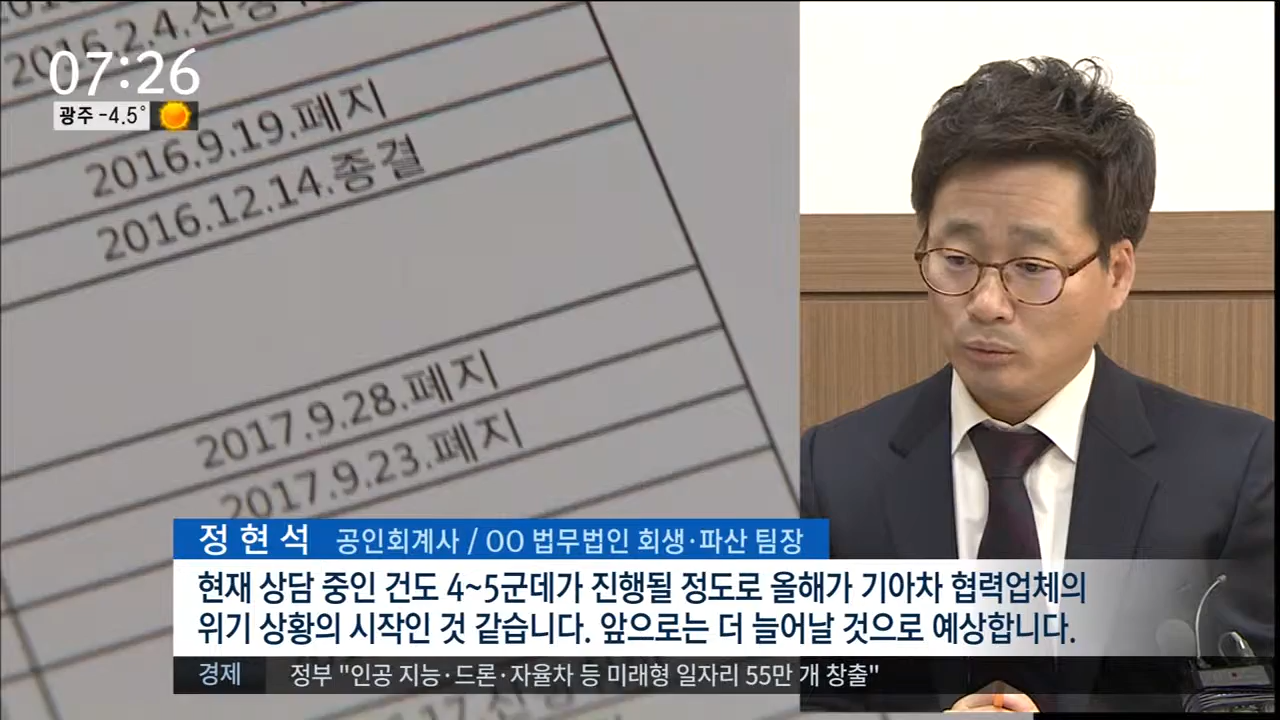 2016.2.4.신청
07:26
광주 -4.5°
2016.9.19.폐지
2016.12.14.종결
2017.9.28.폐지
2017.9.23.폐지
정현석 공인회계사 / OO 법무법인 회생·파산 팀장
현재 상담 중인 건도 4~5군데가 진행될 정도로 올해가 기아차 협력업체의
위기 상황의 시작인 것 같습니다. 앞으로는 더 늘어날 것으로 예상합니다.
경제 정부 "인공 지능·드론·자율차 등 미래형 일자리 55만 개 창출"